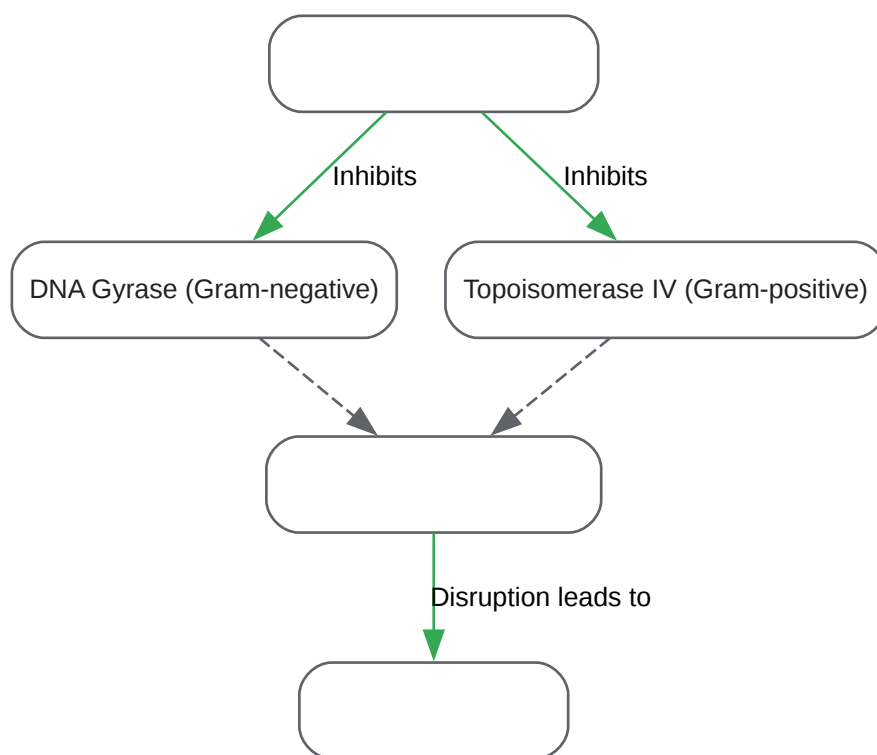 Inhibits
Inhibits
DNA Gyrase (Gram-negative)
Topoisomerase IV (Gram-positive)
Disruption leads to